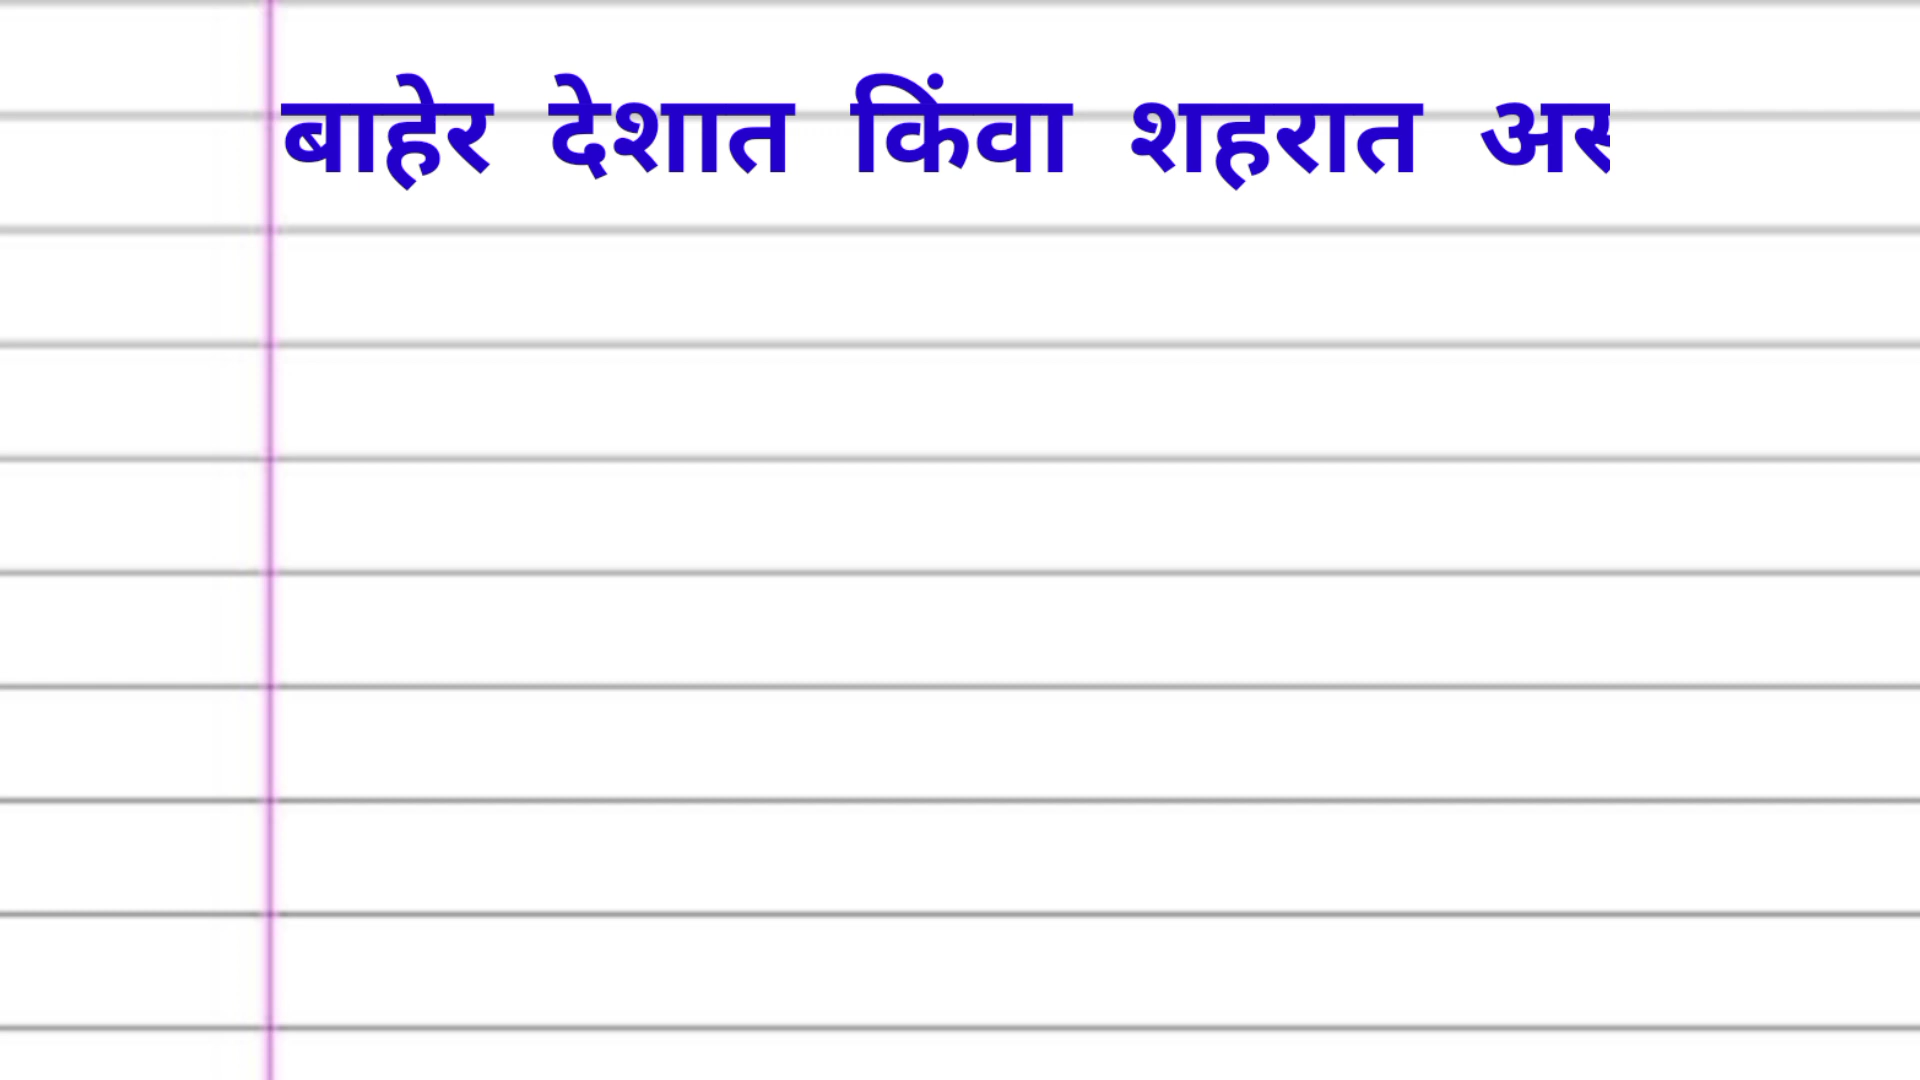 बाहेर देशात किंवा शहरात